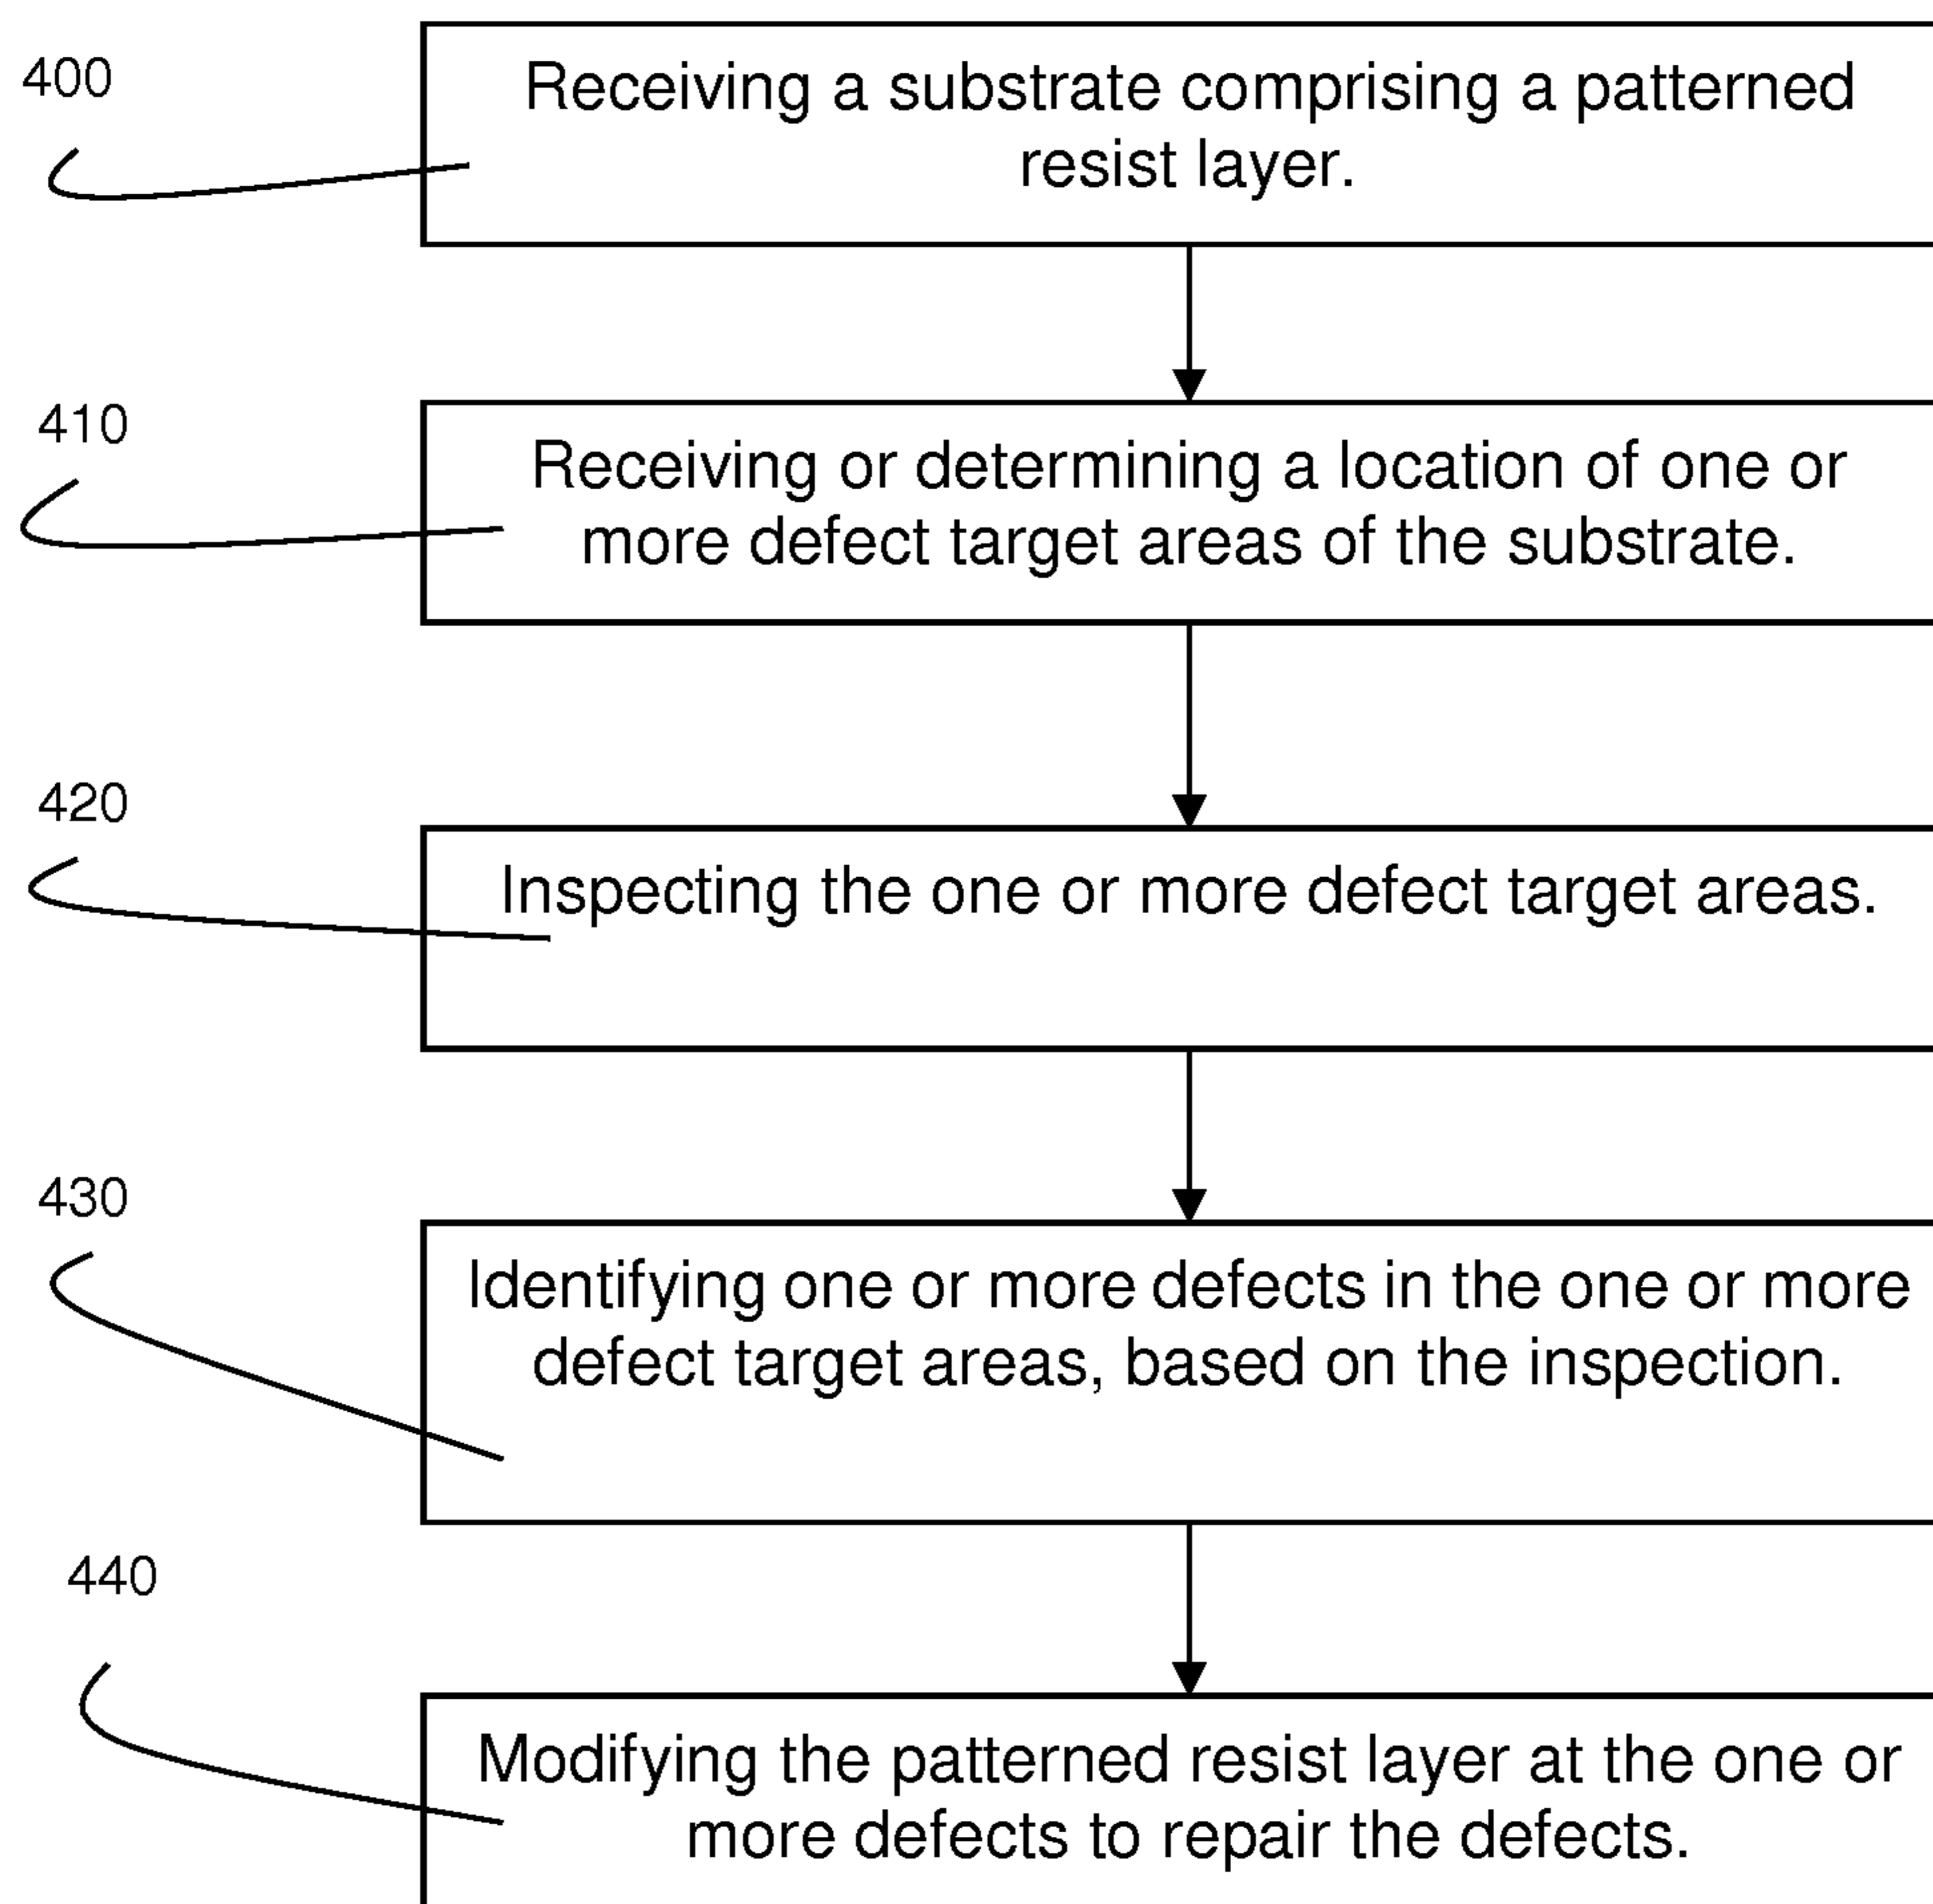 400
Receiving a substrate comprising a patterned
resist layer.
410
Receiving or determining a location of one or
more defect target areas of the substrate.
420
Inspecting the one or more defect target areas.
430
Identifying one or more defects in the one or more
defect target areas, based on the inspection.
440
Modifying the patterned resist layer at the one or
more defects to repair the defects.